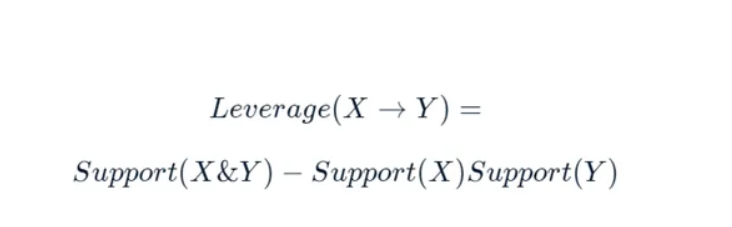 Leverage(X → Y) =
Support(X&Y) − Support(X)Support(Y)